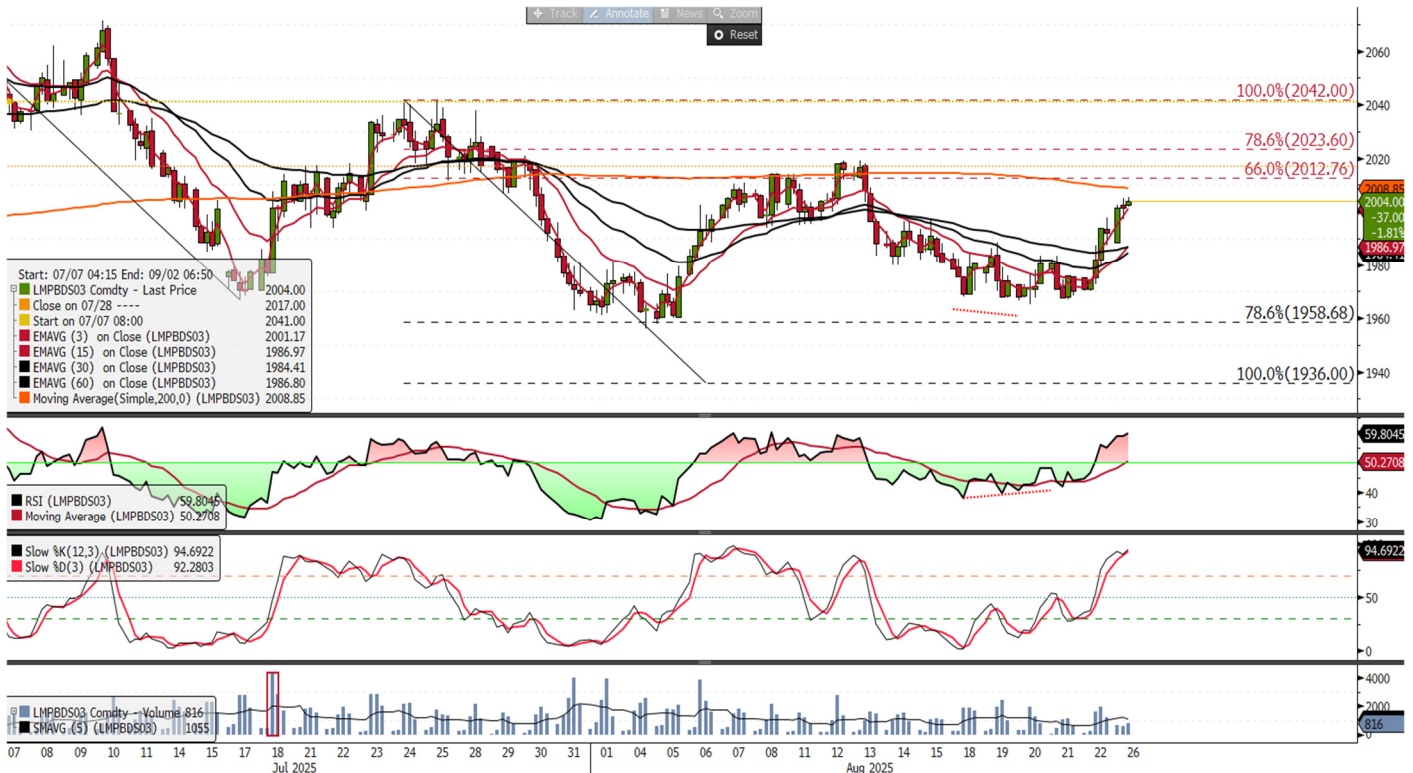 Track Annotate News Zoom
Reset
2060
100.0%(2042.00)
2040
78.6%(2023.60)
2020
66.0%(2012.76)
2008.85
2004.00
-37.00
-1.81%
1986.97
1980
78.6%(1958.68)
1960
1940
100.0%(1936.00)
Start: 07/07 04:15 End: 09/02 06:50
LMPBDS03 Comdty - Last Price 2004.00
Close on 07/28 ---- 2017.00
Start on 07/07 08:00 2041.00
EMAVG (3) on Close (LMPBDS03) 2001.17
EMAVG (15) on Close (LMPBDS03) 1986.97
EMAVG (30) on Close (LMPBDS03) 1984.41
EMAVG (60) on Close (LMPBDS03) 1986.80
Moving Average(Simple,200,0) (LMPBDS03) 2008.85
59.8045
50.2708
40
30
RSI (LMPBDS03) 59.8045
Moving Average (LMPBDS03) 50.2708
Slow %K(12,3) (LMPBDS03) 94.6922
Slow %D(3) (LMPBDS03) 92.2803
94.6922
50
0
LMPBDS03 Comdty - Volume 816
SMAVG (5) (LMPBDS03) 1055
4000
2000
816
0
07 08 09 10 11 14 15 17 18 21 22 23 24 25 28 29 30 31 01 04 05 06 07 08 11 12 13 14 15 18 19 20 21 22 26
Jul 2025 Aug 2025